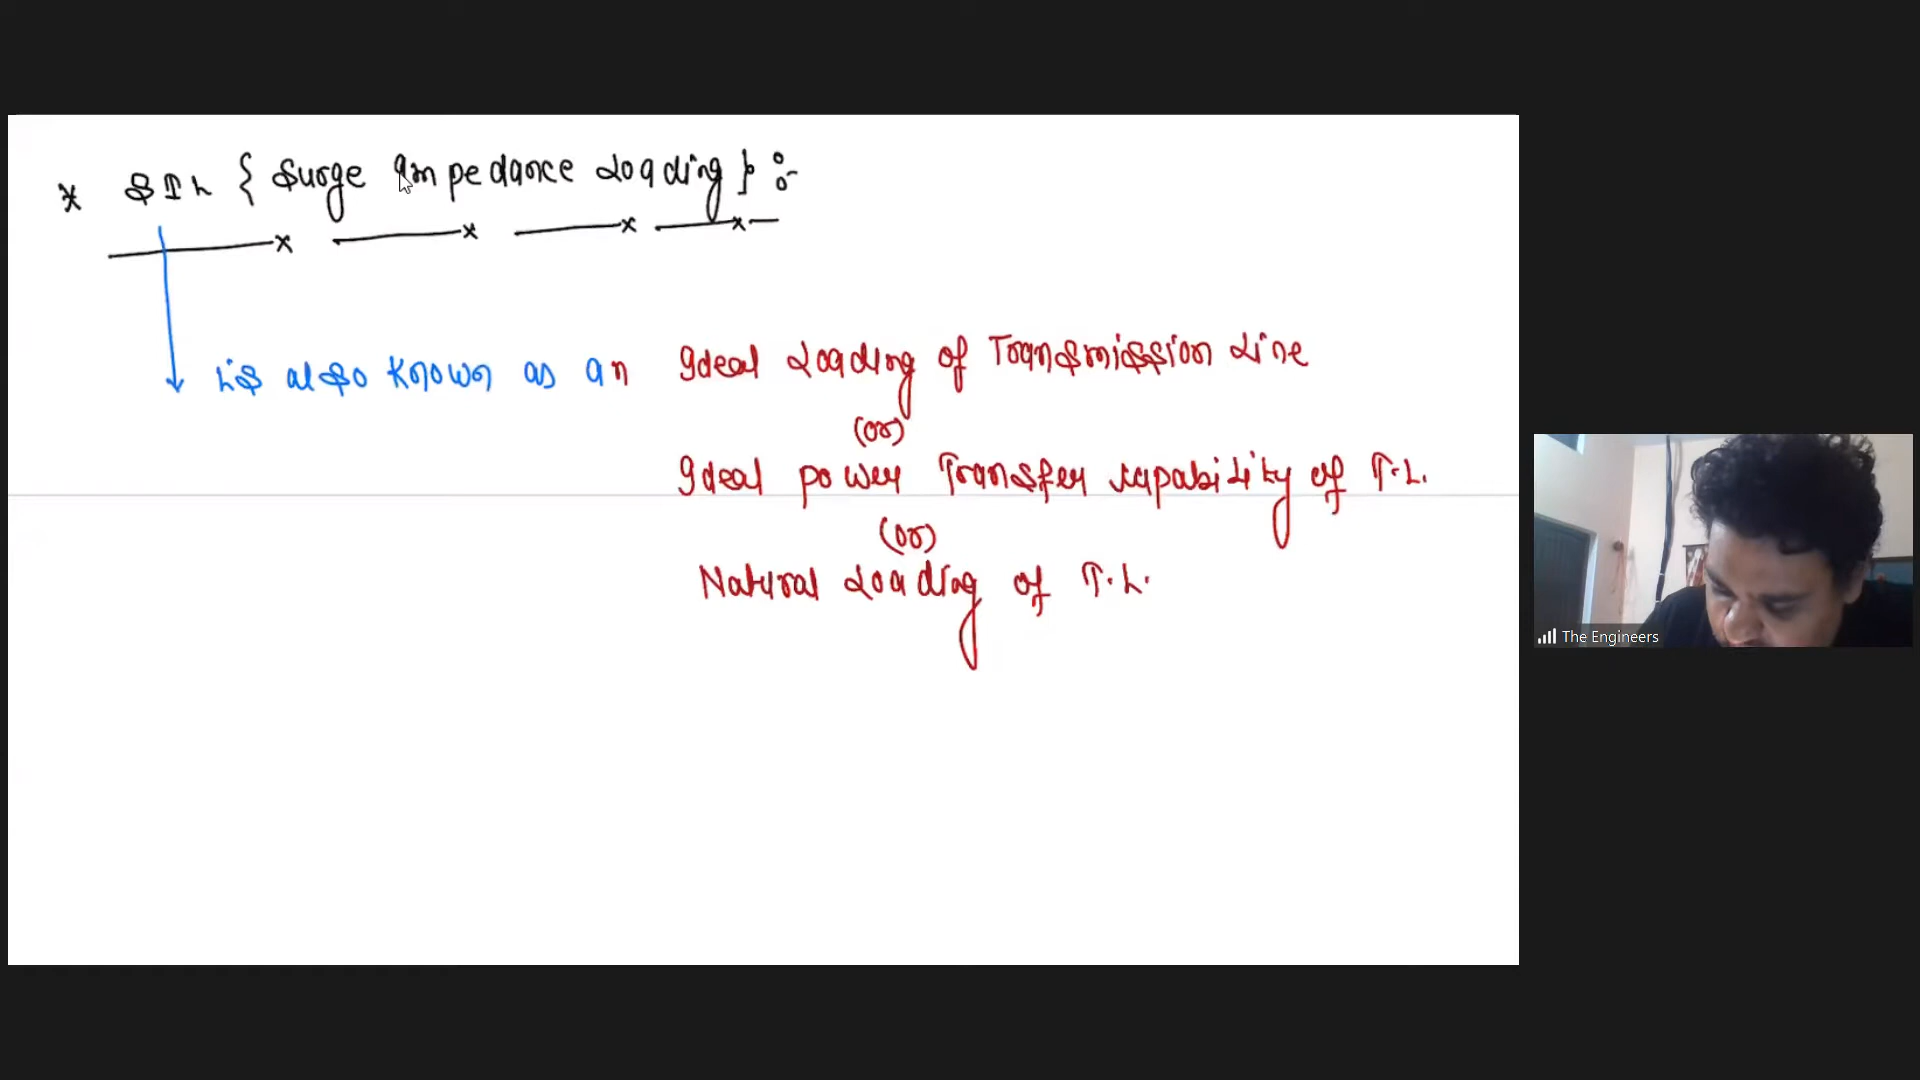 * SIL { Surge Impedance Loading } :-
is also known as an Ideal Loading of Transmission Line
(or)
Ideal power Transfer capability of T.L.
(or)
Natural Loading of T.L.
The Engineers